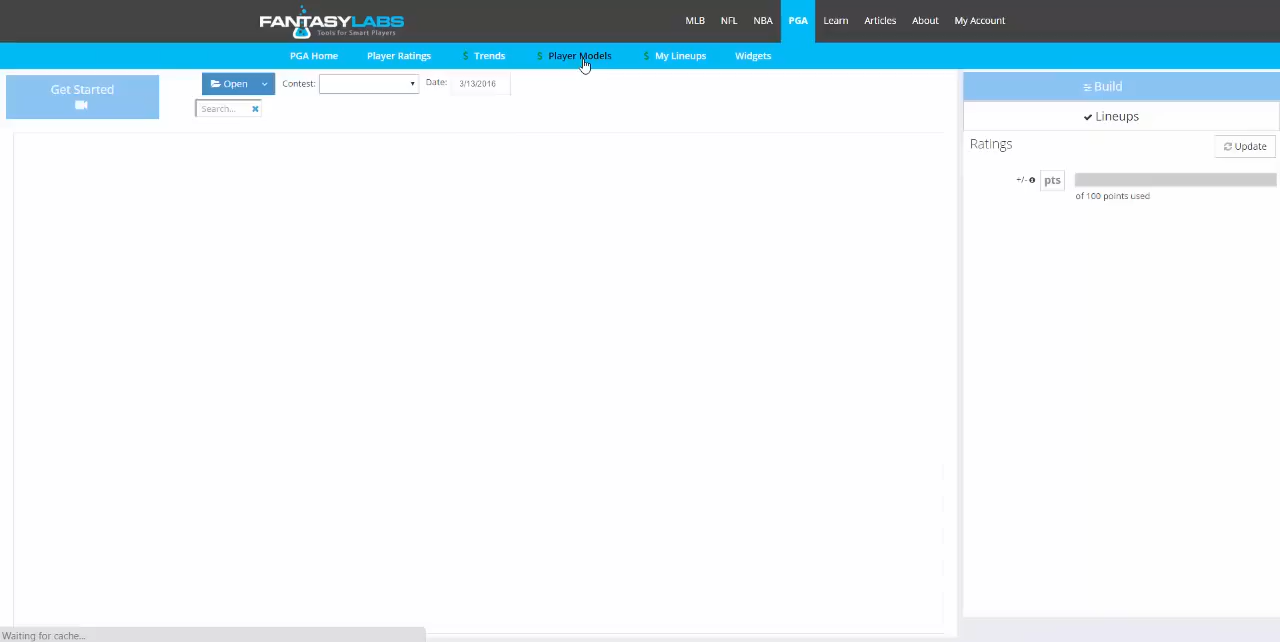 FANTASYLABS
Tools for Smart Players
MLB NFL NBA PGA Learn Articles About My Account
PGA Home Player Ratings $ Trends $ Player Models $ My Lineups Widgets
Get Started
Open Contest: Date: 3/13/2016
Search...
Build
Lineups
Ratings Update
+/- pts
of 100 points used
Waiting for cache...